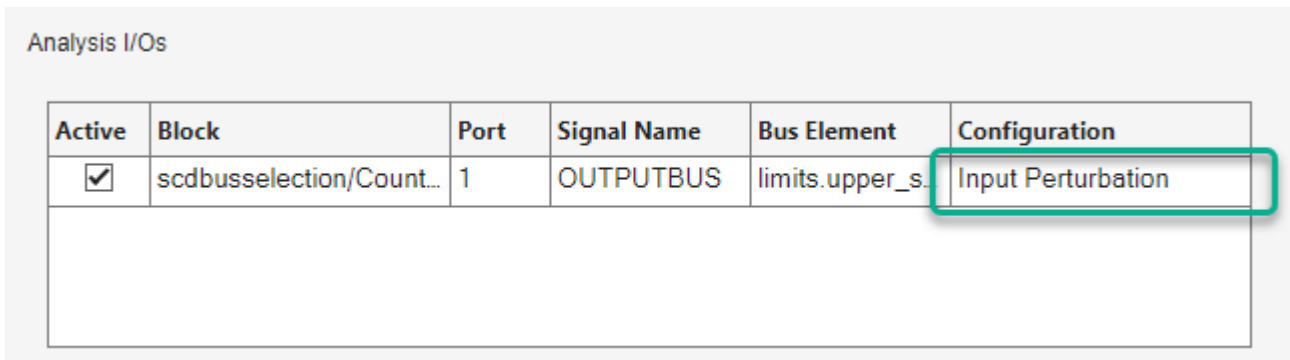 Analysis I/Os
Active Block Port Signal Name Bus Element Configuration
scdbusselection/Count... 1 OUTPUTBUS limits.upper_s... Input Perturbation